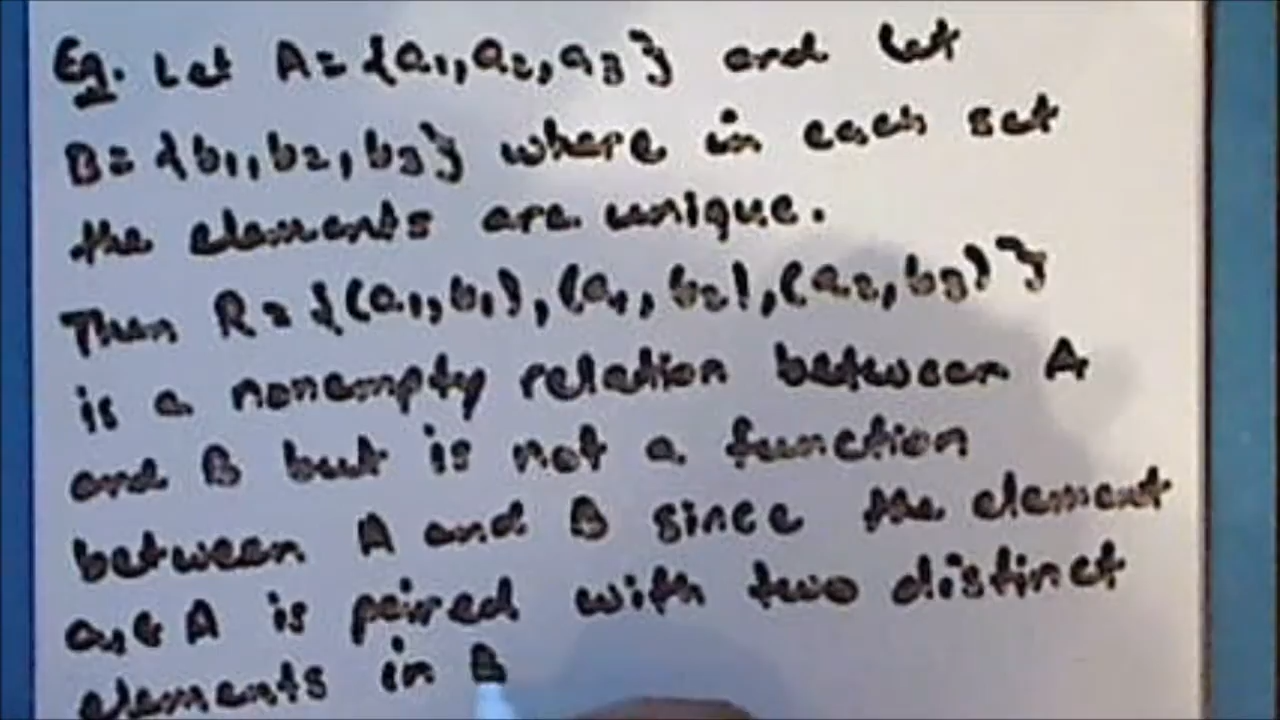 Eg. Let A = {a₁, a₂, a₃} and let
B = {b₁, b₂, b₃} where in each set
the elements are unique.
Then R = {(a₁, b₁), (a₁, b₂), (a₂, b₃)}
is a nonempty relation between A
and B but is not a function
between A and B since the element
a₁ ∈ A is paired with two distinct
elements in B